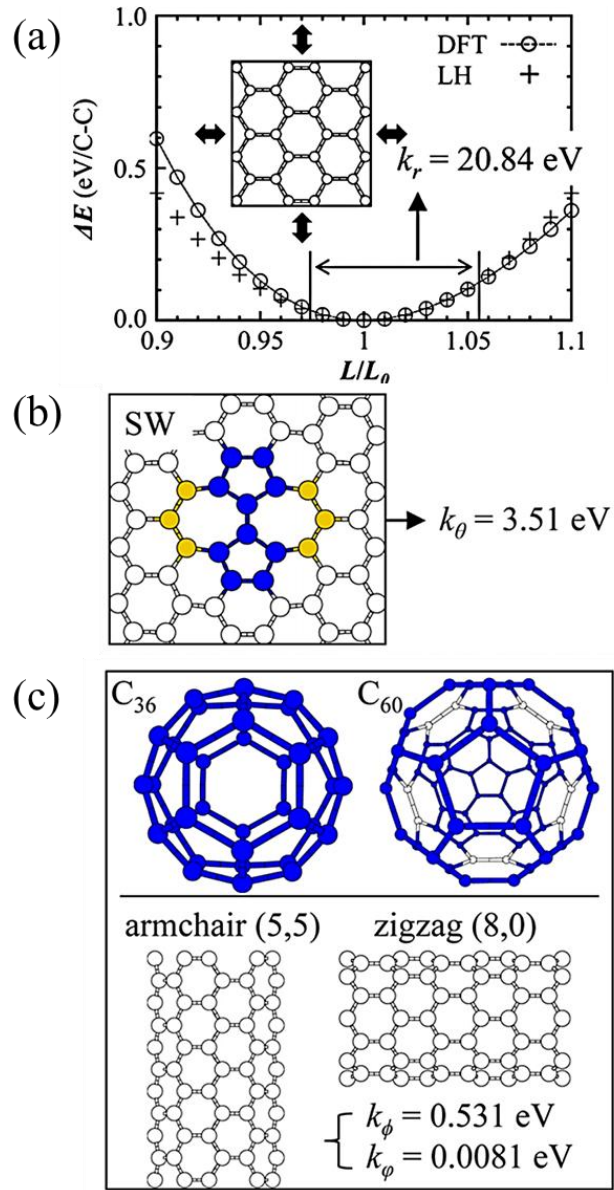 (a)
1.0
0.5
0.0
ΔE (eV/C-C)
DFT
LH
k_r = 20.84 eV
0.9 0.95 1 1.05 1.1
L/L_0
(b)
SW
k_θ = 3.51 eV
(c)
C_36 C_60
armchair (5,5) zigzag (8,0)
k_ϕ = 0.531 eV
k_φ = 0.0081 eV